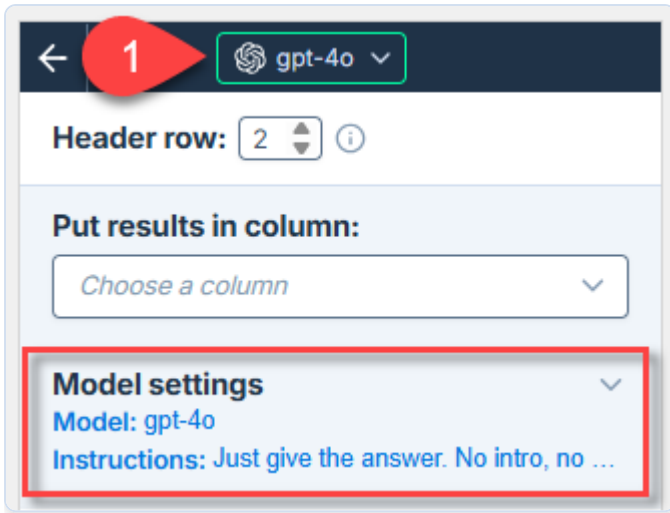 1 gpt-4o
Header row: 2
Put results in column:
Choose a column
Model settings
Model: gpt-4o
Instructions: Just give the answer. No intro, no ...